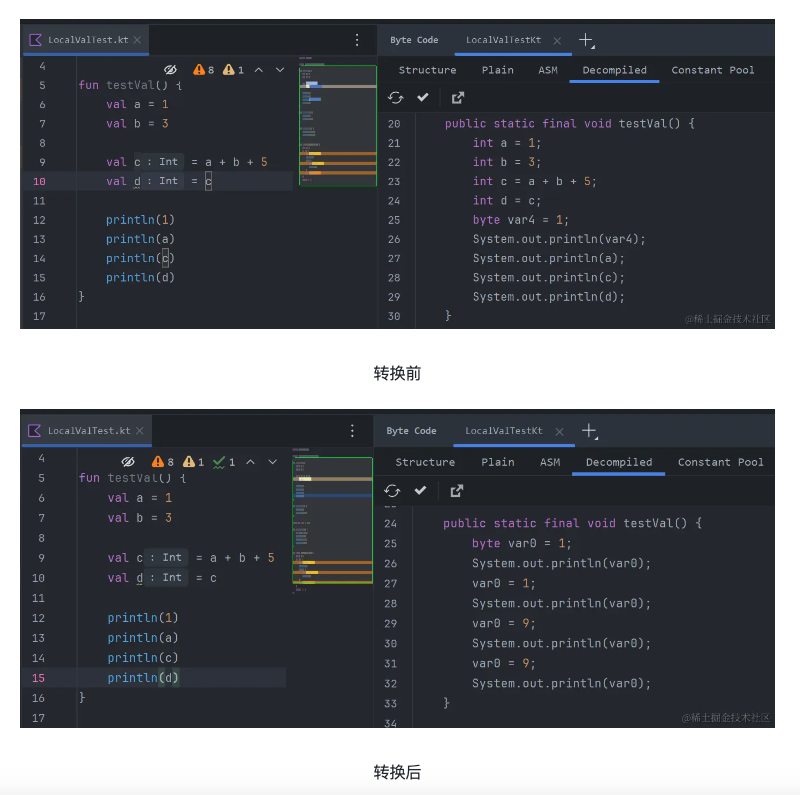 LocalValTest.kt
Byte Code LocalValTestKt
8 1
Structure Plain ASM Decompiled Constant Pool
4
5 fun testVal() {
6 val a = 1
7 val b = 3
8
9 val c : Int = a + b + 5
10 val d : Int = c
11
12 println(1)
13 println(a)
14 println(c)
15 println(d)
16 }
17
20 public static final void testVal() {
21 int a = 1;
22 int b = 3;
23 int c = a + b + 5;
24 int d = c;
25 byte var4 = 1;
26 System.out.println(var4);
27 System.out.println(a);
28 System.out.println(c);
29 System.out.println(d);
30 }
@稀土掘金技术社区
转换前
LocalValTest.kt
Byte Code LocalValTestKt
8 1 1
Structure Plain ASM Decompiled Constant Pool
4
5 fun testVal() {
6 val a = 1
7 val b = 3
8
9 val c : Int = a + b + 5
10 val d : Int = c
11
12 println(1)
13 println(a)
14 println(c)
15 println(d)
16 }
17
24 public static final void testVal() {
25 byte var0 = 1;
26 System.out.println(var0);
27 var0 = 1;
28 System.out.println(var0);
29 var0 = 9;
30 System.out.println(var0);
31 var0 = 9;
32 System.out.println(var0);
33 }
34
@稀土掘金技术社区
转换后